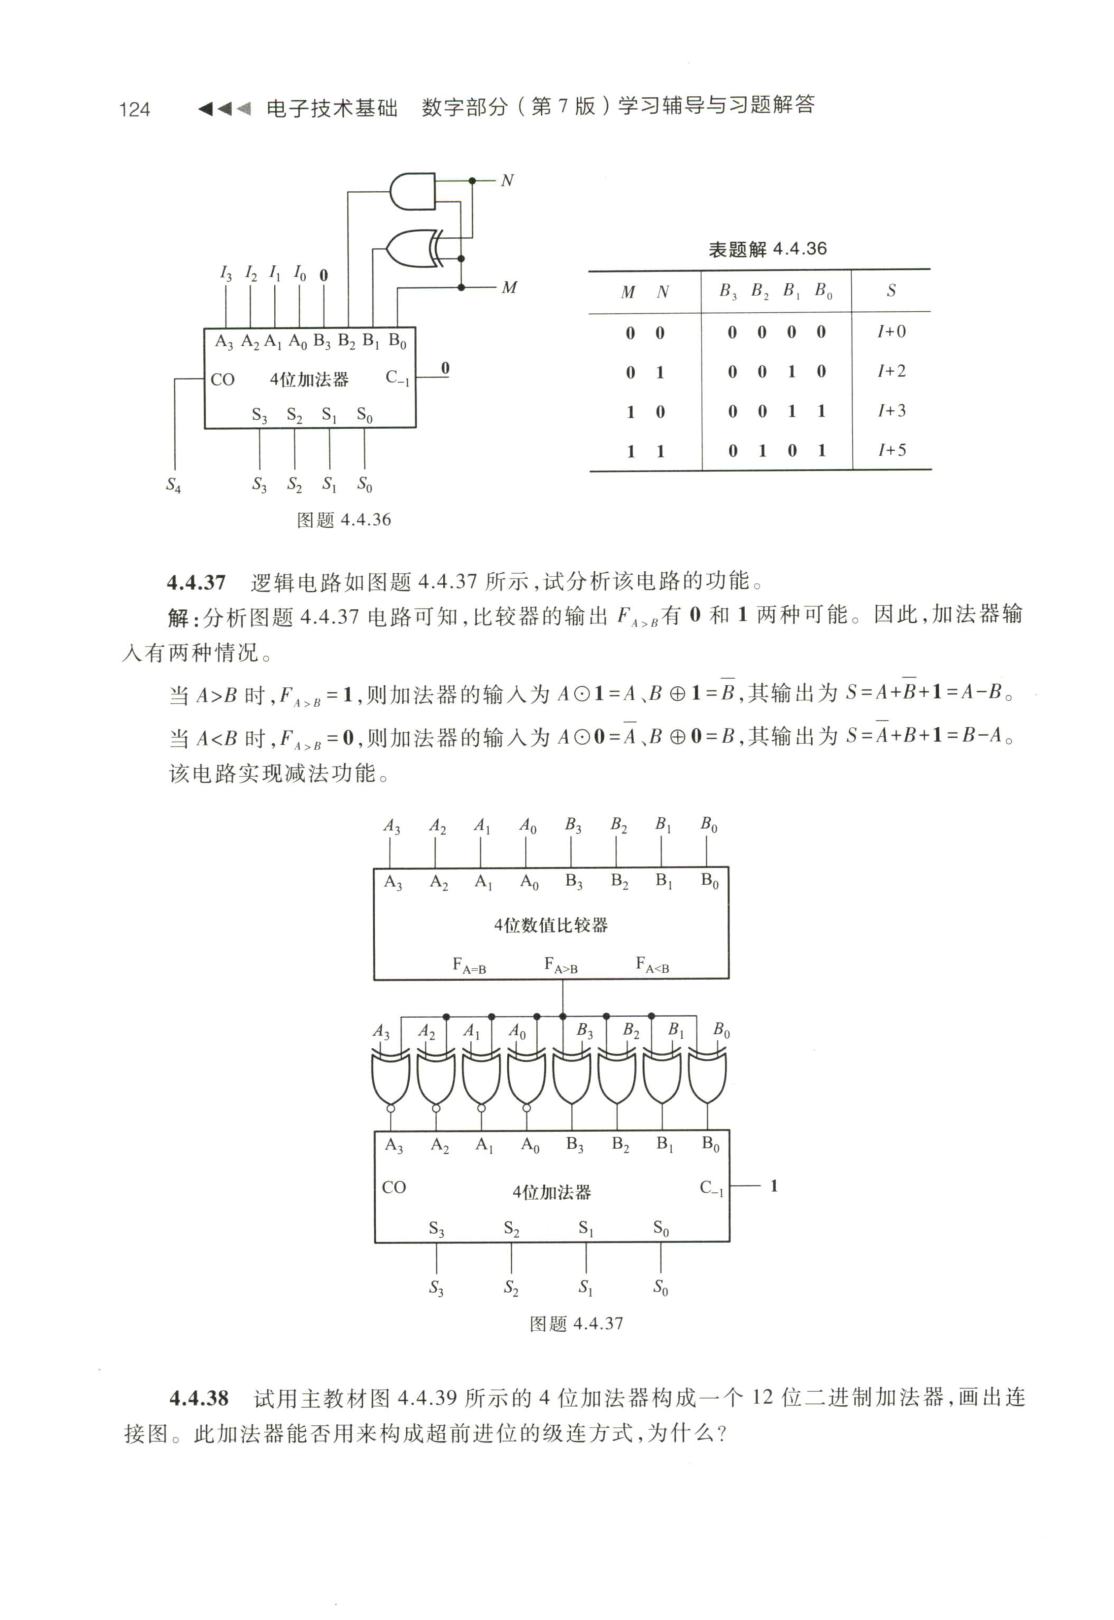 124 ◀◀◀ 电子技术基础 数字部分(第7版)学习辅导与习题解答
N
M
I₃ I₂ I₁ I₀ 0
A₃ A₂ A₁ A₀ B₃ B₂ B₁ B₀
CO 4位加法器 C₋₁ 0
S₃ S₂ S₁ S₀
S₄ S₃ S₂ S₁ S₀
图题 4.4.36
表题解 4.4.36
M N B₃ B₂ B₁ B₀ S
0 0 0 0 0 0 I+0
0 1 0 0 1 0 I+2
1 0 0 0 1 1 I+3
1 1 0 1 0 1 I+5
4.4.37 逻辑电路如图题 4.4.37 所示,试分析该电路的功能。
解:分析图题 4.4.37 电路可知,比较器的输出 F_{A>B}有 0 和 1 两种可能。因此,加法器输
入有两种情况。
当 A>B 时,F_{A>B}=1,则加法器的输入为 A⊙1=A、B⊕1=B̅,其输出为 S=A+B̅+1=A-B。
当 A<B 时,F_{A>B}=0,则加法器的输入为 A⊙0=A̅、B⊕0=B,其输出为 S=A̅+B+1=B-A。
该电路实现减法功能。
A₃ A₂ A₁ A₀ B₃ B₂ B₁ B₀
A₃ A₂ A₁ A₀ B₃ B₂ B₁ B₀
4位数值比较器
F_{A=B} F_{A>B} F_{A<B}
A₃ A₂ A₁ A₀ B₃ B₂ B₁ B₀
A₃ A₂ A₁ A₀ B₃ B₂ B₁ B₀
CO 4位加法器 C₋₁ 1
S₃ S₂ S₁ S₀
S₃ S₂ S₁ S₀
图题 4.4.37
4.4.38 试用主教材图 4.4.39 所示的 4 位加法器构成一个 12 位二进制加法器,画出连
接图。此加法器能否用来构成超前进位的级连方式,为什么?